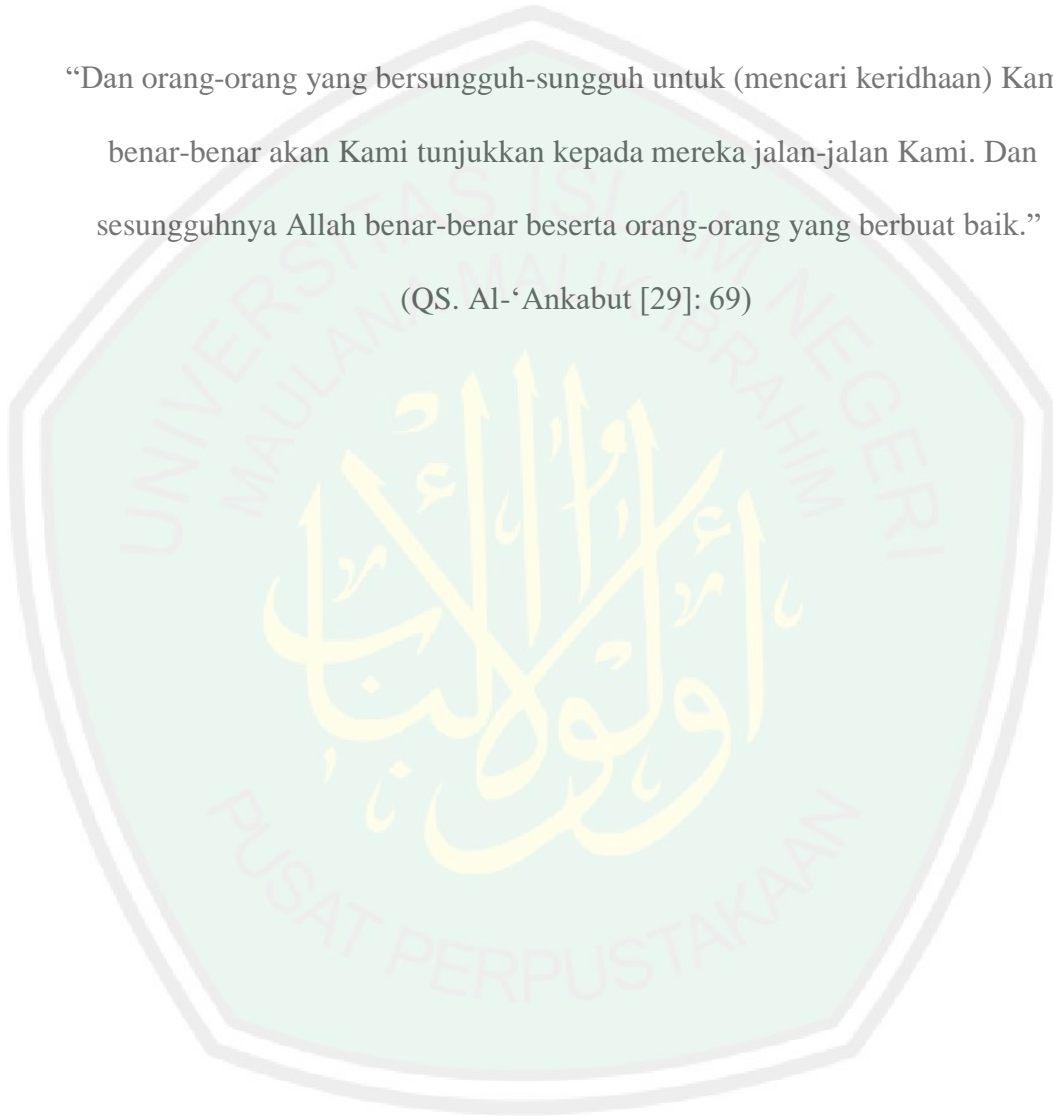 “Dan orang-orang yang bersungguh-sungguh untuk (mencari keridhaan)
benar-benar akan Kami tunjukkan kepada mereka jalan-jalan Kami. Dan
sesungguhnya Allah benar-benar beserta orang-orang yang berbuat baik.”
(QS. Al-‘Ankabut [29]: 69)
UNIVERSITAS ISLAM NEGERI
MAULANA MALIK IBRAHIM
أولوا الألباب
PUSAT PERPUSTAKAAN